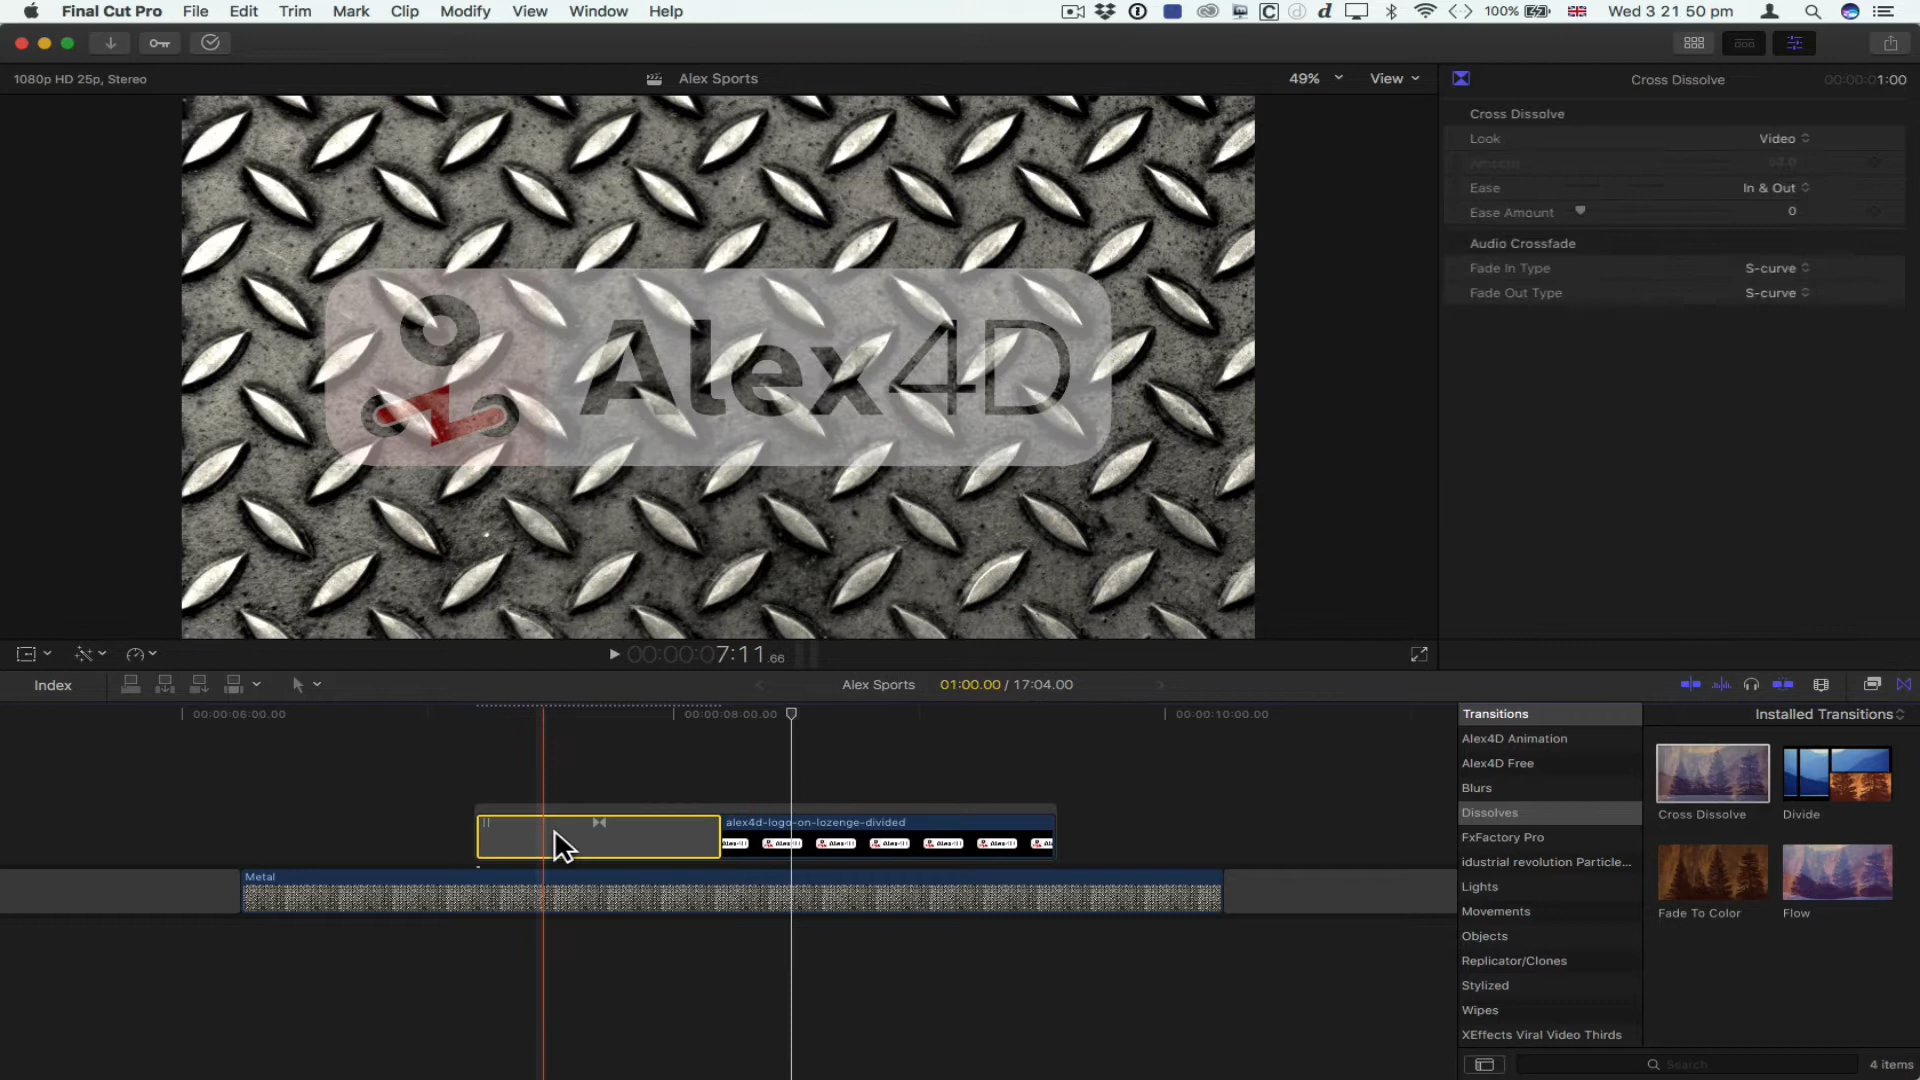 Final Cut Pro File Edit Trim Mark Clip Modify View Window Help 100% Wed 3 21 50 pm
1080p HD 25p, Stereo Alex Sports 49% View Cross Dissolve 00:00:01:00
Cross Dissolve
Look Video
Amount 50.0
Ease In & Out
Ease Amount 0
Audio Crossfade
Fade In Type S-curve
Fade Out Type S-curve
Alex4D
00:00:07:11.66
Index Alex Sports 01:00.00 / 17:04.00
00:00:06:00.00 00:00:08:00.00 00:00:10:00.00
alex4d-logo-on-lozenge-divided
Metal
Transitions Installed Transitions
Alex4D Animation
Alex4D Free
Blurs
Dissolves
FxFactory Pro
idustrial revolution Particle...
Lights
Movements
Objects
Replicator/Clones
Stylized
Wipes
XEffects Viral Video Thirds
Cross Dissolve Divide
Fade To Color Flow
Search 4 items